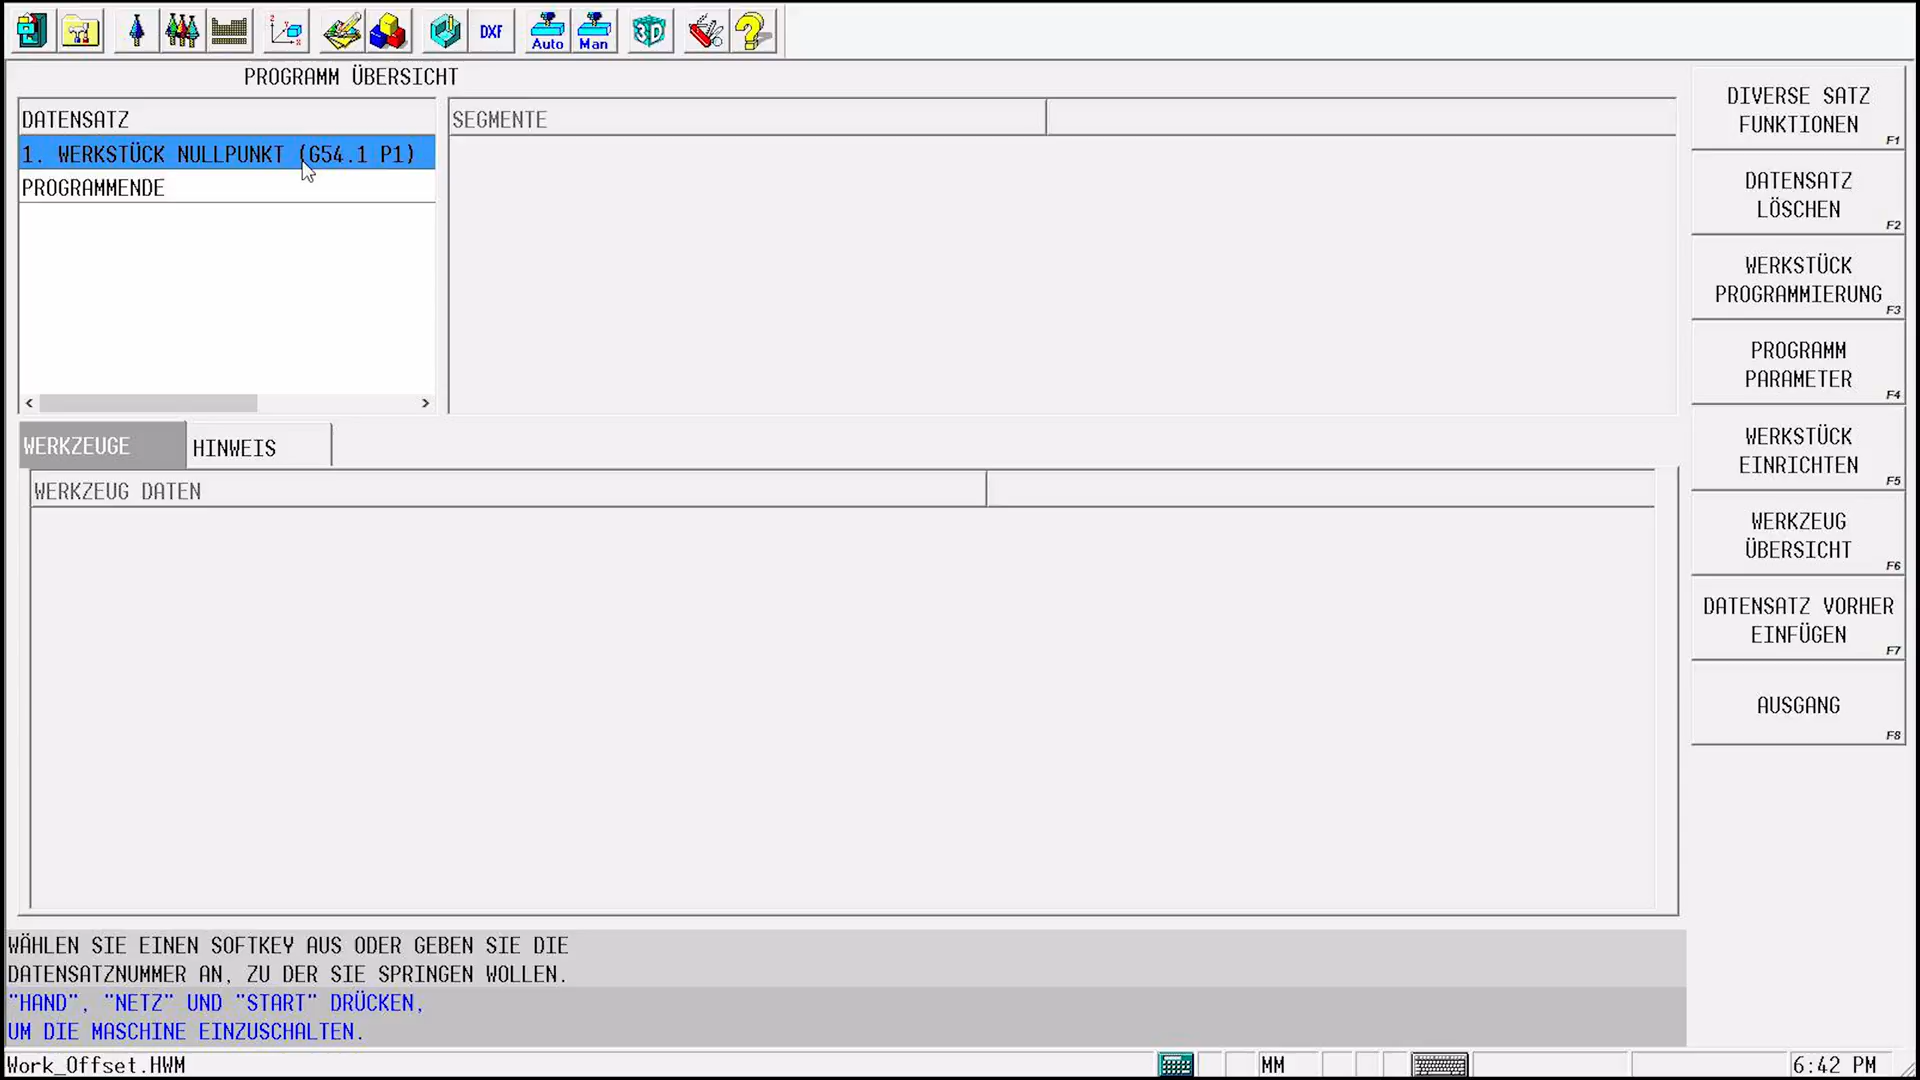 DXF
Auto
Man
3D
PROGRAMM ÜBERSICHT
DATENSATZ
SEGMENTE
1. WERKSTÜCK NULLPUNKT (G54.1 P1)
PROGRAMMENDE
WERKZEUGE
HINWEIS
WERKZEUG DATEN
DIVERSE SATZ
FUNKTIONEN
F1
DATENSATZ
LÖSCHEN
F2
WERKSTÜCK
PROGRAMMIERUNG
F3
PROGRAMM
PARAMETER
F4
WERKSTÜCK
EINRICHTEN
F5
WERKZEUG
ÜBERSICHT
F6
DATENSATZ VORHER
EINFÜGEN
F7
AUSGANG
F8
WÄHLEN SIE EINEN SOFTKEY AUS ODER GEBEN SIE DIE
DATENSATZNUMMER AN, ZU DER SIE SPRINGEN WOLLEN.
"HAND", "NETZ" UND "START" DRÜCKEN,
UM DIE MASCHINE EINZUSCHALTEN.
Work_Offset.HWM
MM
6:42 PM